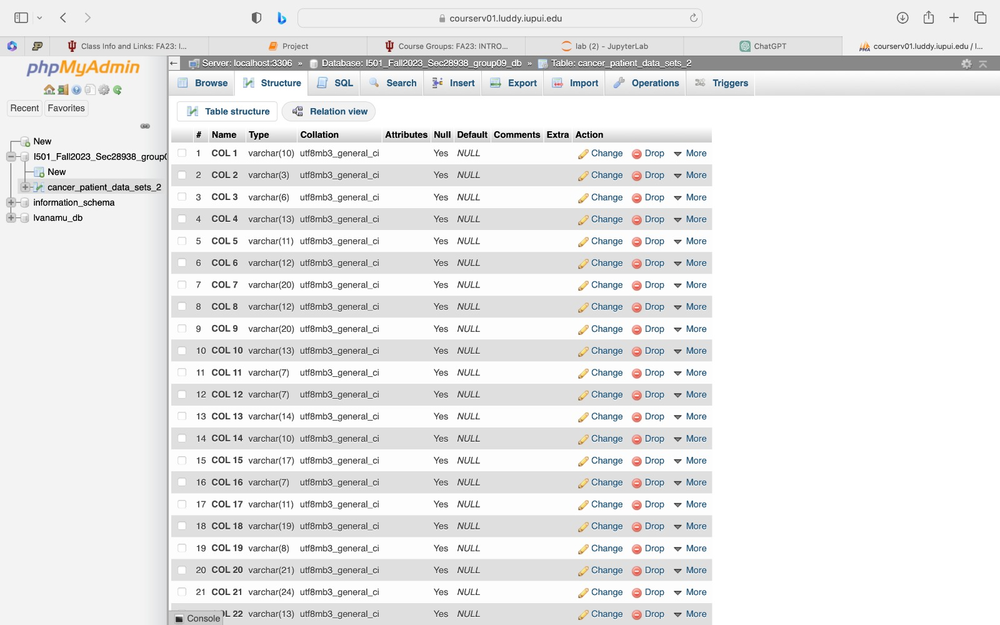 courserv01.luddy.iupui.edu
Class Info and Links: FA23: I... Project Course Groups: FA23: INTRO... lab (2) - JupyterLab ChatGPT courserv01.luddy.iupui.edu / l...
phpMyAdmin
Recent Favorites
New
I501_Fall2023_Sec28938_group0
New
cancer_patient_data_sets_2
information_schema
lvanamu_db
Server: localhost:3306 » Database: I501_Fall2023_Sec28938_group09_db » Table: cancer_patient_data_sets_2
Browse Structure SQL Search Insert Export Import Operations Triggers
Table structure Relation view
# Name Type Collation Attributes Null Default Comments Extra Action
1 COL 1 varchar(10) utf8mb3_general_ci Yes NULL Change Drop More
2 COL 2 varchar(3) utf8mb3_general_ci Yes NULL Change Drop More
3 COL 3 varchar(6) utf8mb3_general_ci Yes NULL Change Drop More
4 COL 4 varchar(13) utf8mb3_general_ci Yes NULL Change Drop More
5 COL 5 varchar(11) utf8mb3_general_ci Yes NULL Change Drop More
6 COL 6 varchar(12) utf8mb3_general_ci Yes NULL Change Drop More
7 COL 7 varchar(20) utf8mb3_general_ci Yes NULL Change Drop More
8 COL 8 varchar(12) utf8mb3_general_ci Yes NULL Change Drop More
9 COL 9 varchar(20) utf8mb3_general_ci Yes NULL Change Drop More
10 COL 10 varchar(13) utf8mb3_general_ci Yes NULL Change Drop More
11 COL 11 varchar(7) utf8mb3_general_ci Yes NULL Change Drop More
12 COL 12 varchar(7) utf8mb3_general_ci Yes NULL Change Drop More
13 COL 13 varchar(14) utf8mb3_general_ci Yes NULL Change Drop More
14 COL 14 varchar(10) utf8mb3_general_ci Yes NULL Change Drop More
15 COL 15 varchar(17) utf8mb3_general_ci Yes NULL Change Drop More
16 COL 16 varchar(7) utf8mb3_general_ci Yes NULL Change Drop More
17 COL 17 varchar(11) utf8mb3_general_ci Yes NULL Change Drop More
18 COL 18 varchar(19) utf8mb3_general_ci Yes NULL Change Drop More
19 COL 19 varchar(8) utf8mb3_general_ci Yes NULL Change Drop More
20 COL 20 varchar(21) utf8mb3_general_ci Yes NULL Change Drop More
21 COL 21 varchar(24) utf8mb3_general_ci Yes NULL Change Drop More
L 22 varchar(13) utf8mb3_general_ci Yes NULL Change Drop More
Console